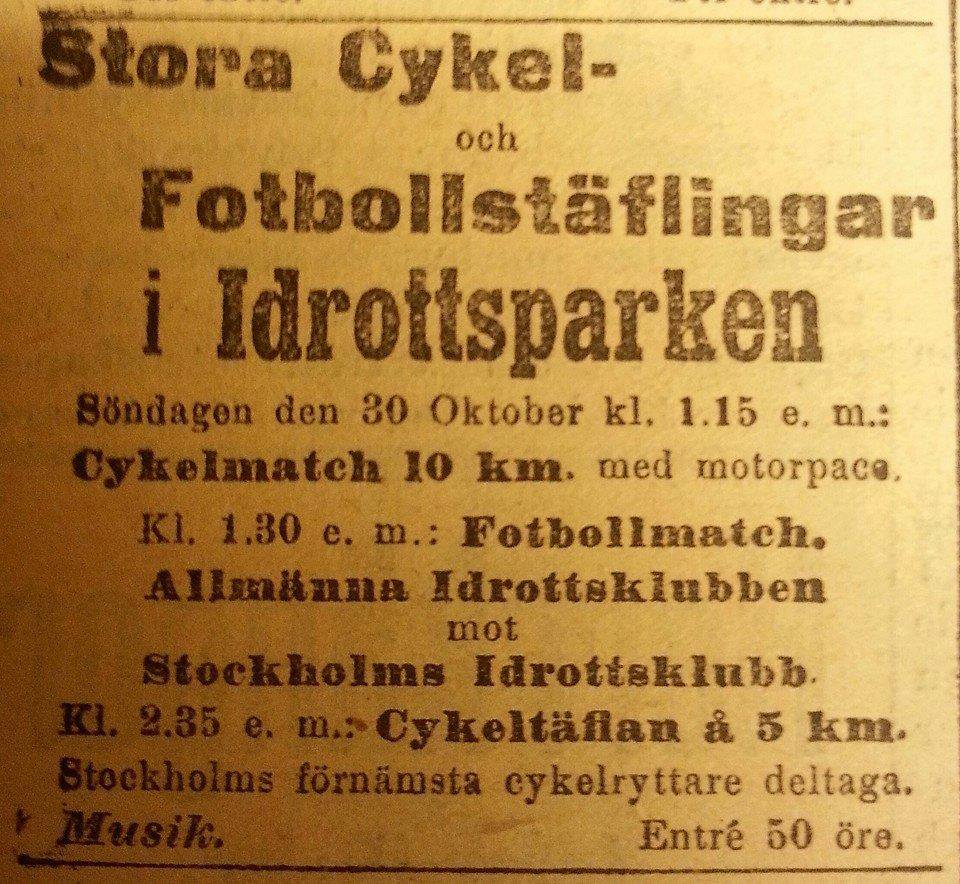 Stora Cykel-
och
Fotbollstäflingar
i Idrottsparken
Söndagen den 30 Oktober kl. 1.15 e. m.:
Cykelmatch 10 km. med motorpace.
Kl. 1.30 e. m.: Fotbollmatch.
Allmänna Idrottsklubben
mot
Stockholms Idrottsklubb.
Kl. 2.35 e. m.: Cykeltäflan å 5 km.
Stockholms förnämsta cykelryttare deltaga.
Musik. Entré 50 öre.